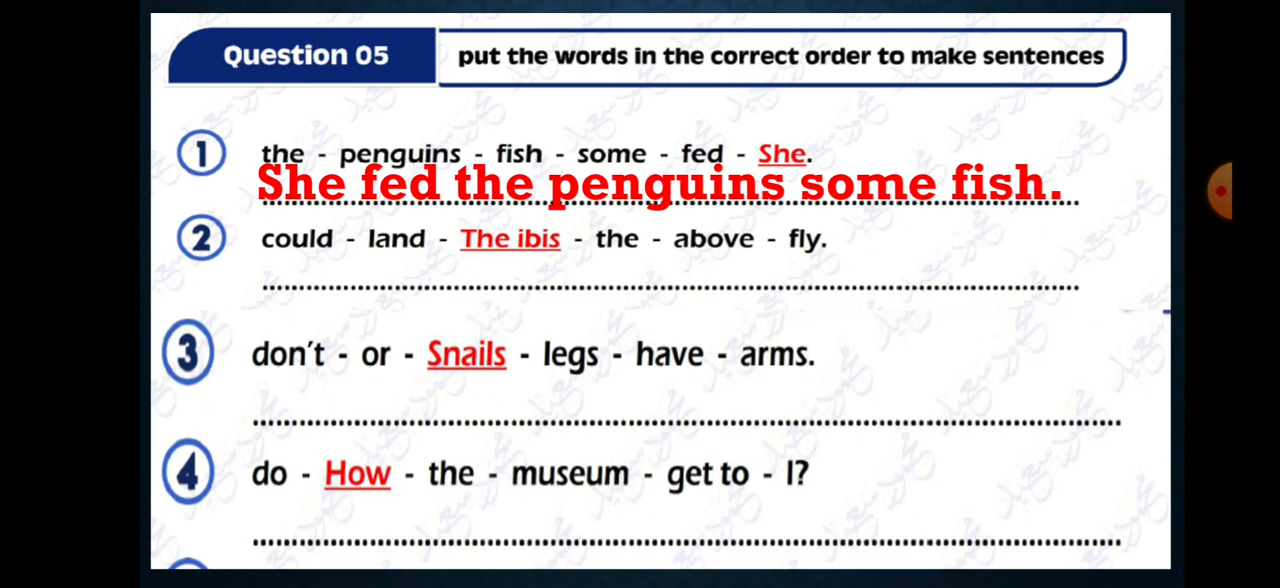 Question 05
put the words in the correct order to make sentences
1 the - penguins - fish - some - fed - She.
She fed the penguins some fish.
2 could - land - The ibis - the - above - fly.
3 don't - or - Snails - legs - have - arms.
4 do - How - the - museum - get to - I?